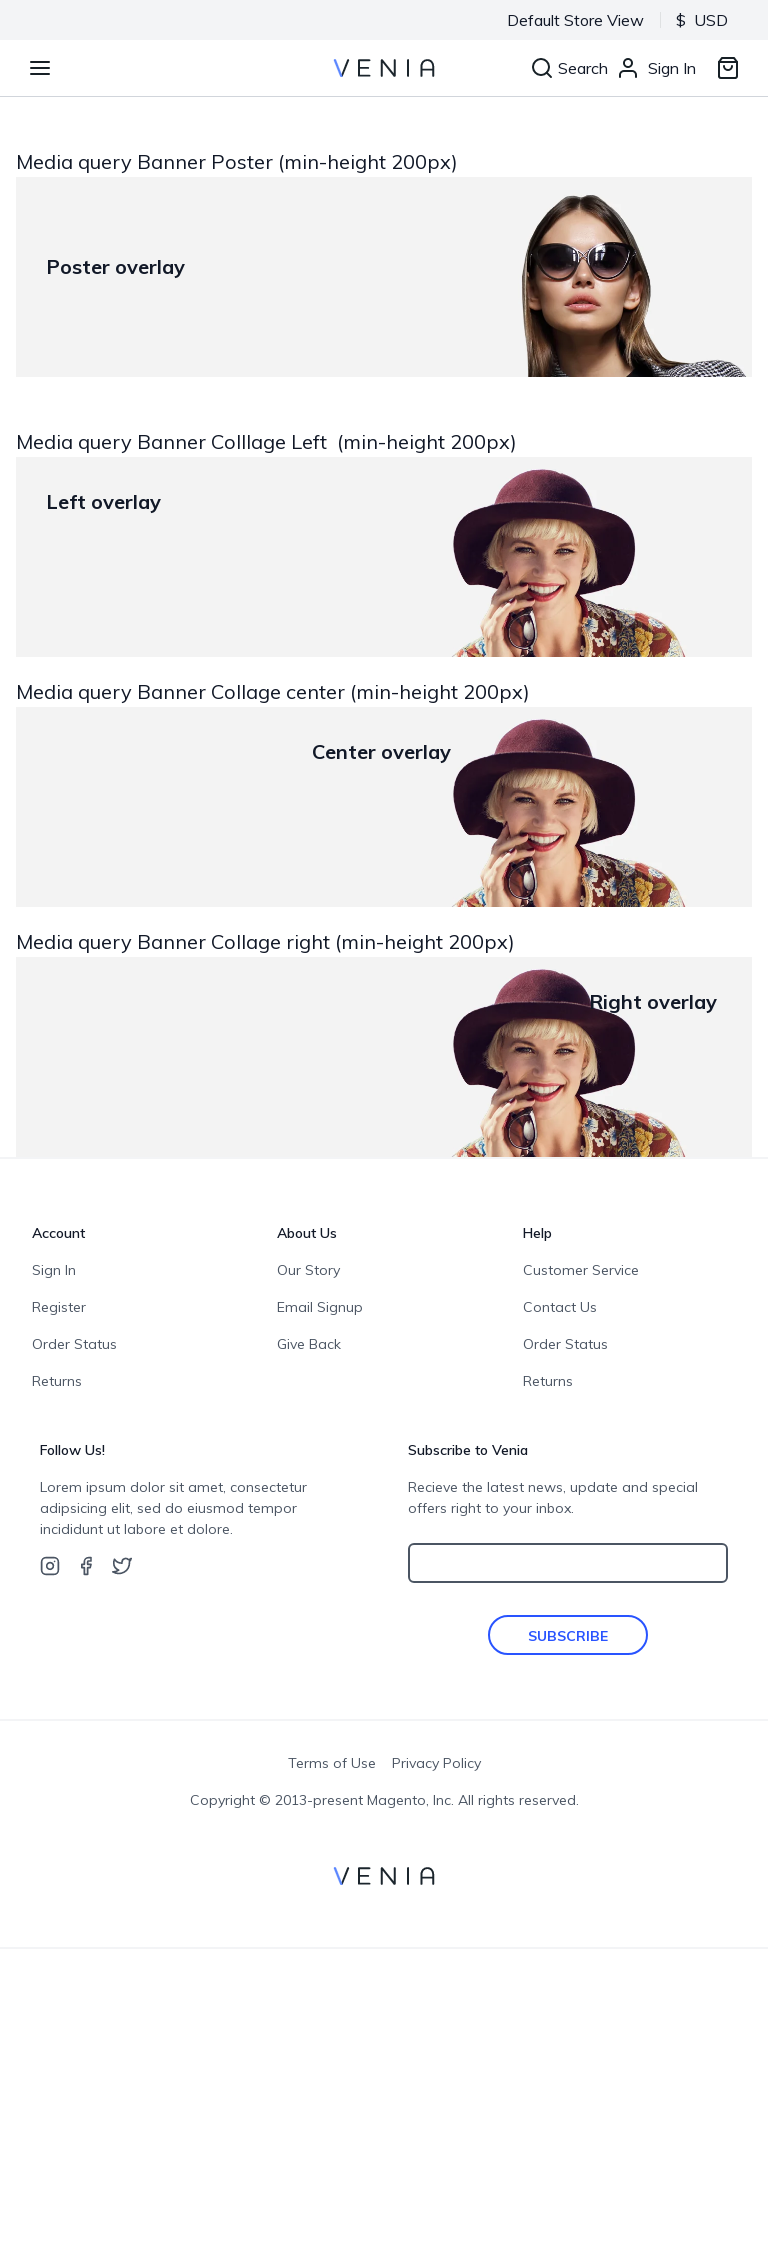 Default Store View
$ USD
VENIA
Search
Sign In
Media query Banner Poster (min-height 200px)
Poster overlay
Media query Banner Colllage Left (min-height 200px)
Left overlay
Media query Banner Collage center (min-height 200px)
Center overlay
Media query Banner Collage right (min-height 200px)
Right overlay
Account
Sign In
Register
Order Status
Returns
About Us
Our Story
Email Signup
Give Back
Help
Customer Service
Contact Us
Order Status
Returns
Follow Us!
Lorem ipsum dolor sit amet, consectetur
adipsicing elit, sed do eiusmod tempor
incididunt ut labore et dolore.
Subscribe to Venia
Recieve the latest news, update and special
offers right to your inbox.
SUBSCRIBE
Terms of Use Privacy Policy
Copyright © 2013-present Magento, Inc. All rights reserved.
VENIA